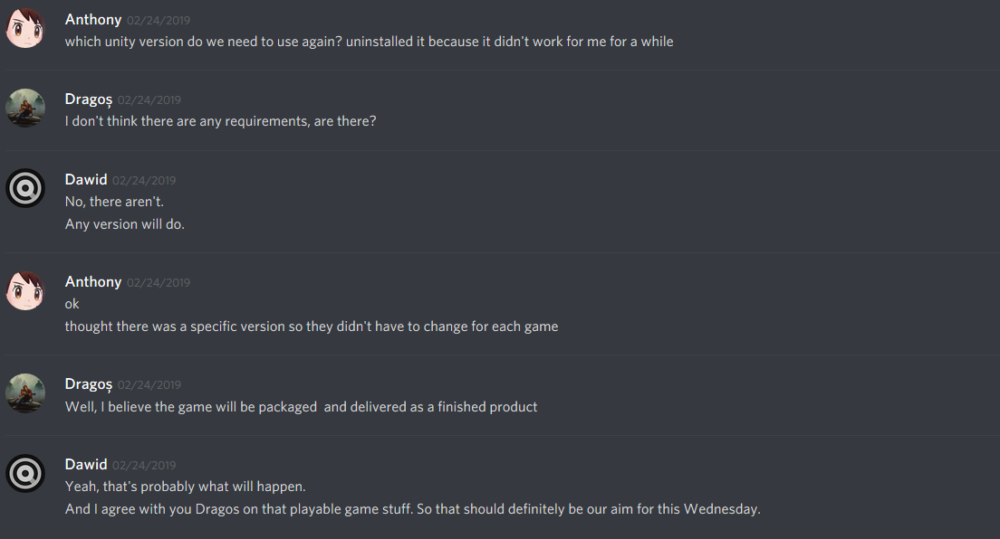 Anthony 02/24/2019
which unity version do we need to use again? uninstalled it because it didn't work for me for a while
Dragoș 02/24/2019
I don't think there are any requirements, are there?
Dawid 02/24/2019
No, there aren't.
Any version will do.
Anthony 02/24/2019
ok
thought there was a specific version so they didn't have to change for each game
Dragoș 02/24/2019
Well, I believe the game will be packaged  and delivered as a finished product
Dawid 02/24/2019
Yeah, that's probably what will happen.
And I agree with you Dragos on that playable game stuff. So that should definitely be our aim for this Wednesday.